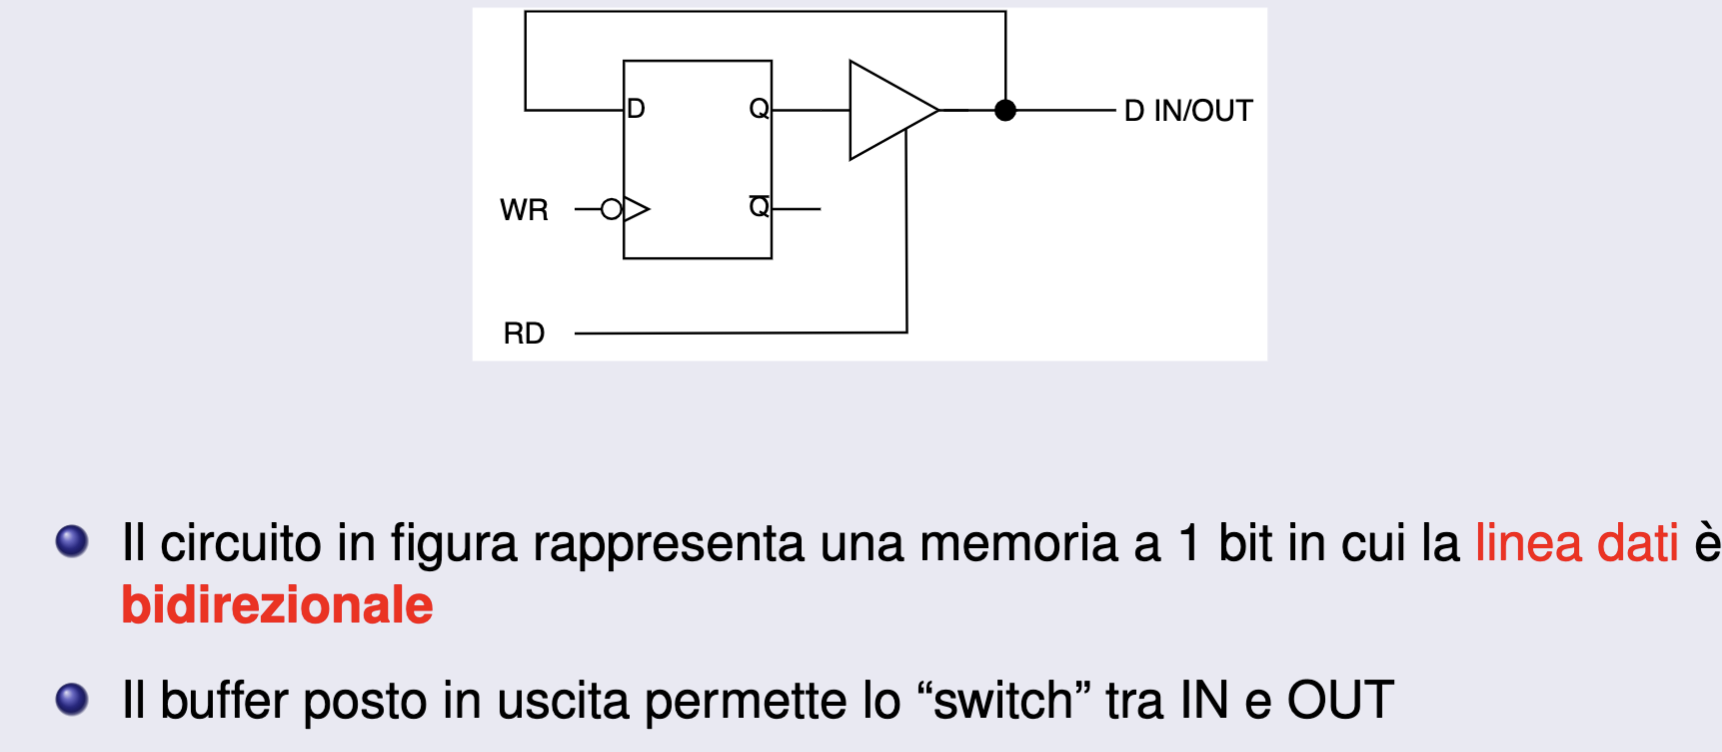 D Q D IN/OUT
WR Q̅
RD
Il circuito in figura rappresenta una memoria a 1 bit in cui la linea dati è
bidirezionale
Il buffer posto in uscita permette lo “switch” tra IN e OUT